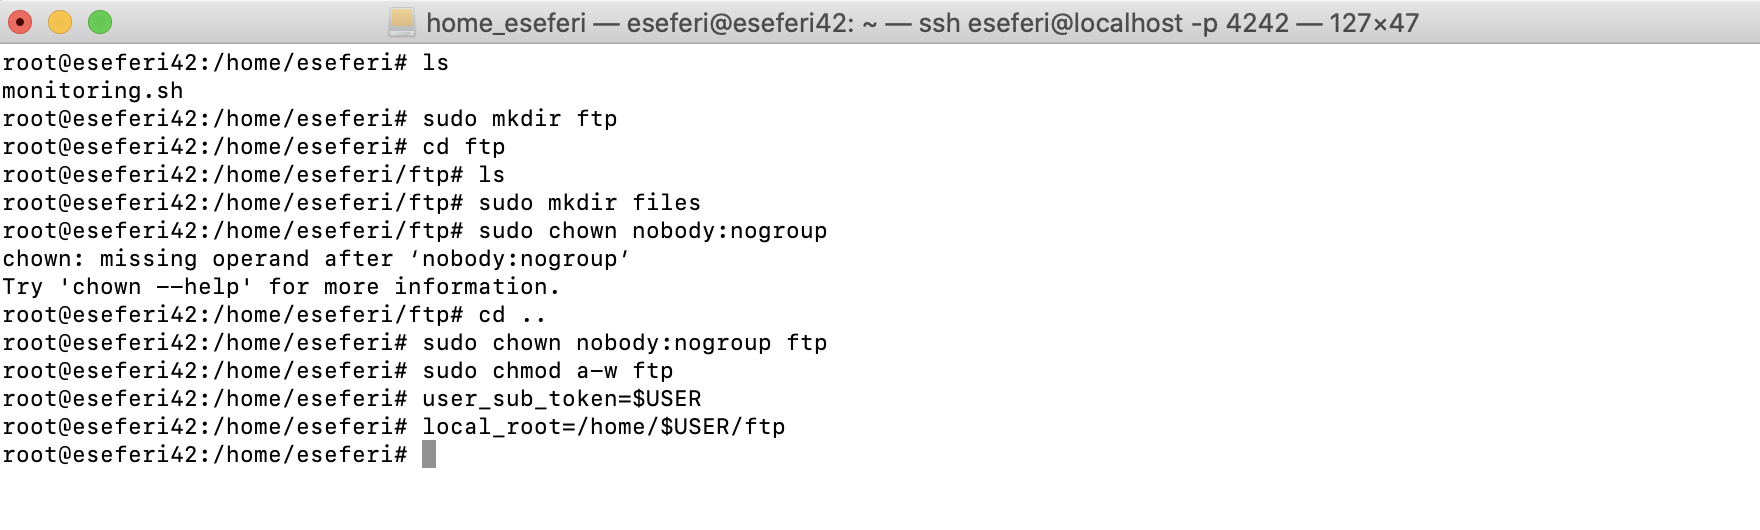 home_eseferi — eseferi@eseferi42: ~ — ssh eseferi@localhost -p 4242 — 127×47
root@eseferi42:/home/eseferi# ls
monitoring.sh
root@eseferi42:/home/eseferi# sudo mkdir ftp
root@eseferi42:/home/eseferi# cd ftp
root@eseferi42:/home/eseferi/ftp# ls
root@eseferi42:/home/eseferi/ftp# sudo mkdir files
root@eseferi42:/home/eseferi/ftp# sudo chown nobody:nogroup
chown: missing operand after ‘nobody:nogroup’
Try 'chown --help' for more information.
root@eseferi42:/home/eseferi/ftp# cd ..
root@eseferi42:/home/eseferi# sudo chown nobody:nogroup ftp
root@eseferi42:/home/eseferi# sudo chmod a-w ftp
root@eseferi42:/home/eseferi# user_sub_token=$USER
root@eseferi42:/home/eseferi# local_root=/home/$USER/ftp
root@eseferi42:/home/eseferi#